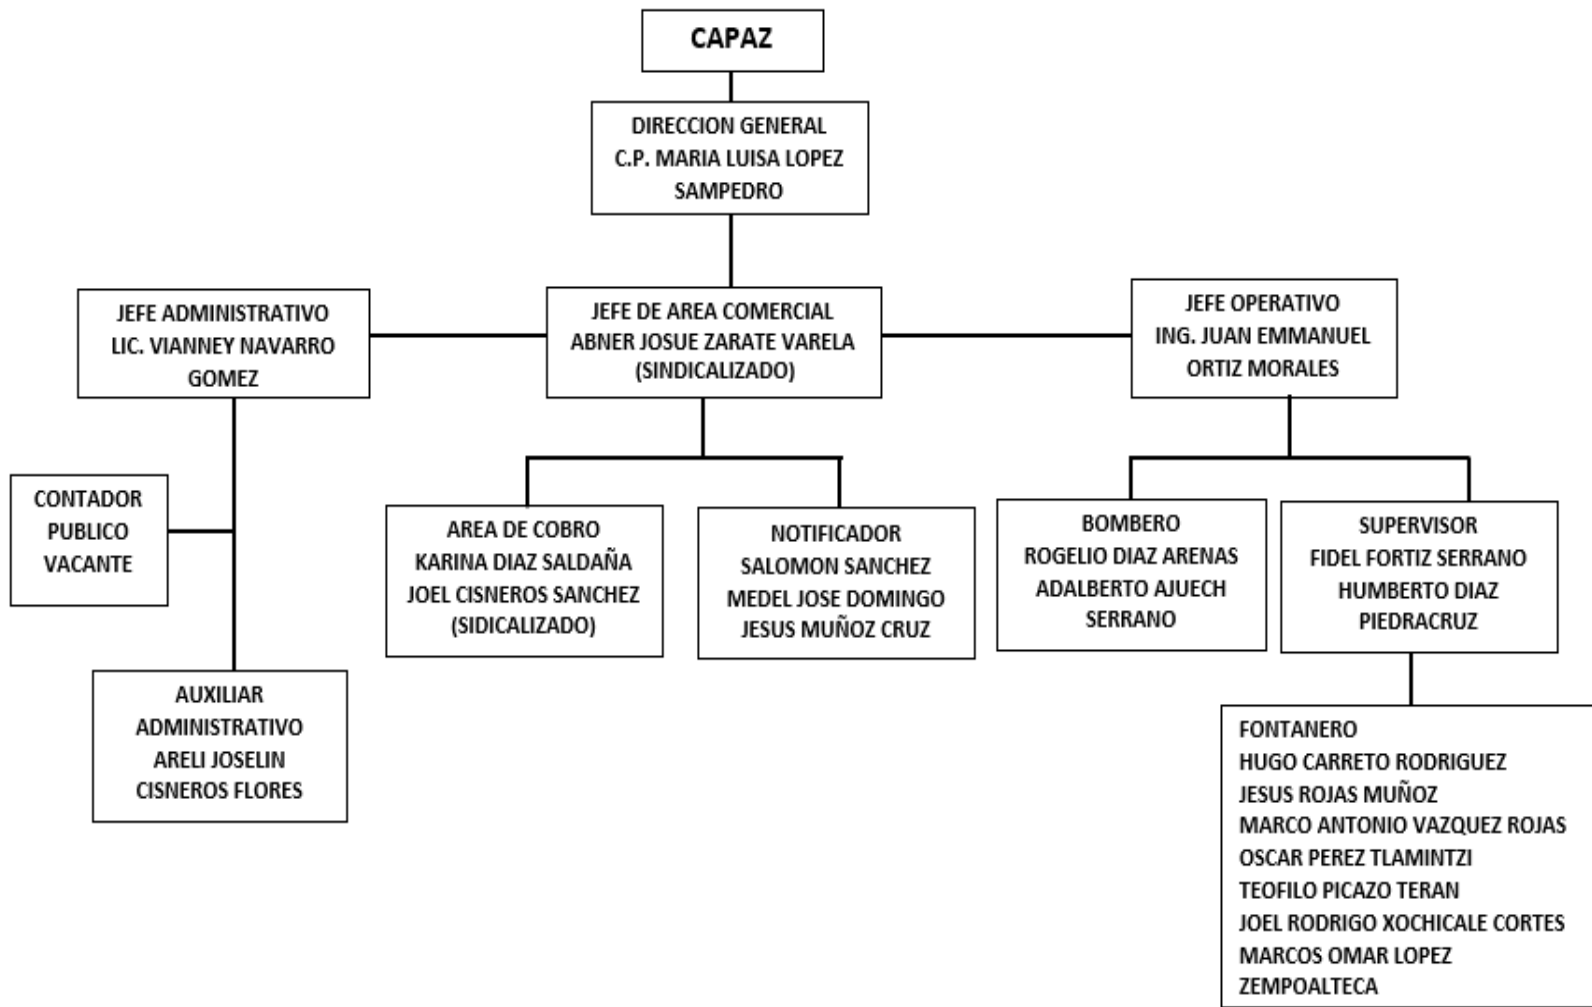 CAPAZ
DIRECCION GENERAL
C.P. MARIA LUISA LOPEZ
SAMPEDRO
JEFE ADMINISTRATIVO
LIC. VIANNEY NAVARRO
GOMEZ
JEFE DE AREA COMERCIAL
ABNER JOSUE ZARATE VARELA
(SINDICALIZADO)
JEFE OPERATIVO
ING. JUAN EMMANUEL
ORTIZ MORALES
CONTADOR
PUBLICO
VACANTE
AREA DE COBRO
KARINA DIAZ SALDAÑA
JOEL CISNEROS SANCHEZ
(SIDICALIZADO)
NOTIFICADOR
SALOMON SANCHEZ
MEDEL JOSE DOMINGO
JESUS MUÑOZ CRUZ
BOMBERO
ROGELIO DIAZ ARENAS
ADALBERTO AJUECH
SERRANO
SUPERVISOR
FIDEL FORTIZ SERRANO
HUMBERTO DIAZ
PIEDRACRUZ
AUXILIAR
ADMINISTRATIVO
ARELI JOSELIN
CISNEROS FLORES
FONTANERO
HUGO CARRETO RODRIGUEZ
JESUS ROJAS MUÑOZ
MARCO ANTONIO VAZQUEZ ROJAS
OSCAR PEREZ TLAMINTZI
TEOFILO PICAZO TERAN
JOEL RODRIGO XOCHICALE CORTES
MARCOS OMAR LOPEZ
ZEMPOALTECA